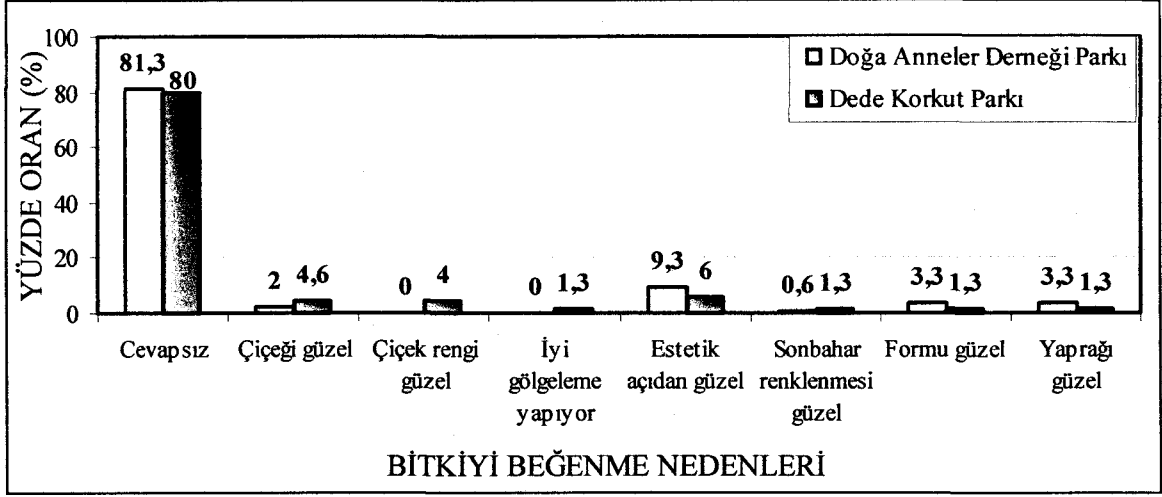 100
80
60
40
20
0
YÜZDE ORAN (%)
81,3
80
2
4,6
0
4
0
1,3
9,3
6
0,6
1,3
3,3
1,3
3,3
1,3
Doğa Anneler Derneği Parkı
Dede Korkut Parkı
Cevapsız
Çiçeği güzel
Çiçek rengi
güzel
İyi
gölgeleme
yapıyor
Estetik
açıdan güzel
Sonbahar
renklenmesi
güzel
Formu güzel
Yaprağı
güzel
BİTKİYİ BEĞENME NEDENLERİ